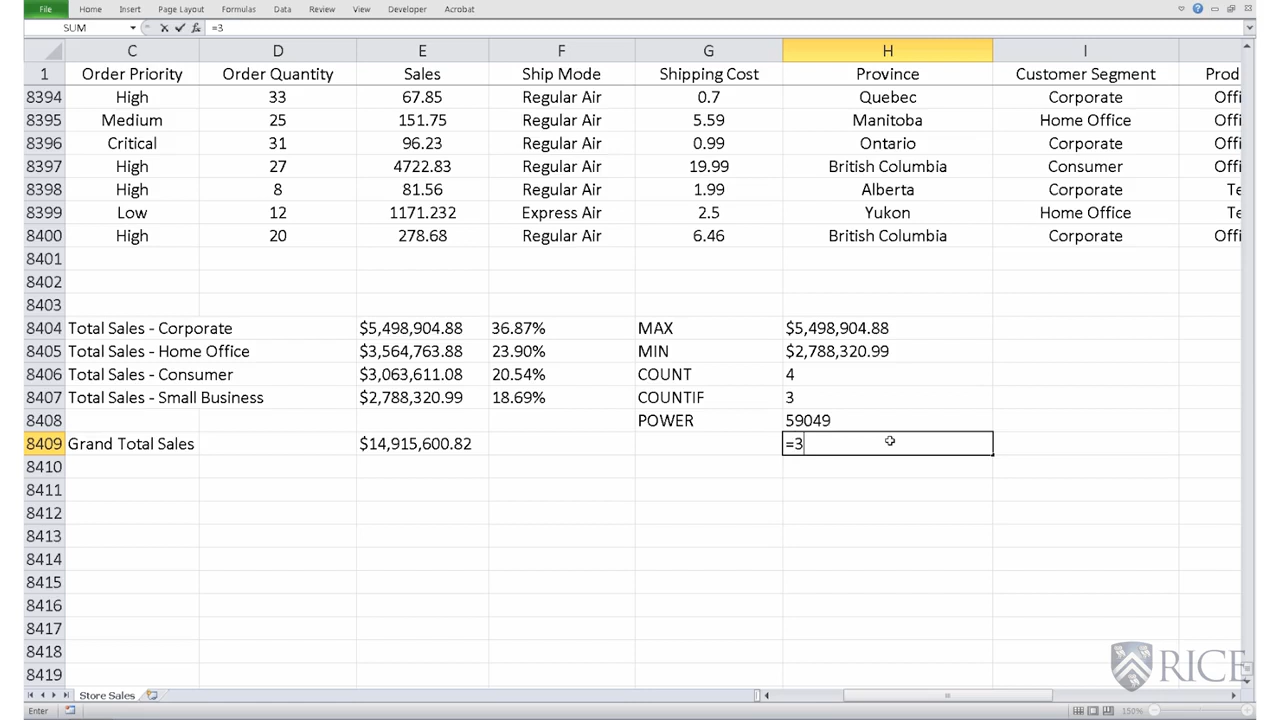 File Home Insert Page Layout Formulas Data Review View Developer Acrobat
SUM fx =3
C D E F G H I
1 Order Priority Order Quantity Sales Ship Mode Shipping Cost Province Customer Segment Prod
8394 High 33 67.85 Regular Air 0.7 Quebec Corporate Offi
8395 Medium 25 151.75 Regular Air 5.59 Manitoba Home Office Offi
8396 Critical 31 96.23 Regular Air 0.99 Ontario Corporate Offi
8397 High 27 4722.83 Regular Air 19.99 British Columbia Consumer Offi
8398 High 8 81.56 Regular Air 1.99 Alberta Corporate Te
8399 Low 12 1171.232 Express Air 2.5 Yukon Home Office Te
8400 High 20 278.68 Regular Air 6.46 British Columbia Corporate Offi
8401
8402
8403
8404 Total Sales - Corporate $5,498,904.88 36.87% MAX $5,498,904.88
8405 Total Sales - Home Office $3,564,763.88 23.90% MIN $2,788,320.99
8406 Total Sales - Consumer $3,063,611.08 20.54% COUNT 4
8407 Total Sales - Small Business $2,788,320.99 18.69% COUNTIF 3
8408 POWER 59049
8409 Grand Total Sales $14,915,600.82 =3
8410
8411
8412
8413
8414
8415
8416
8417
8418
8419
RICE
Store Sales
Enter 150%